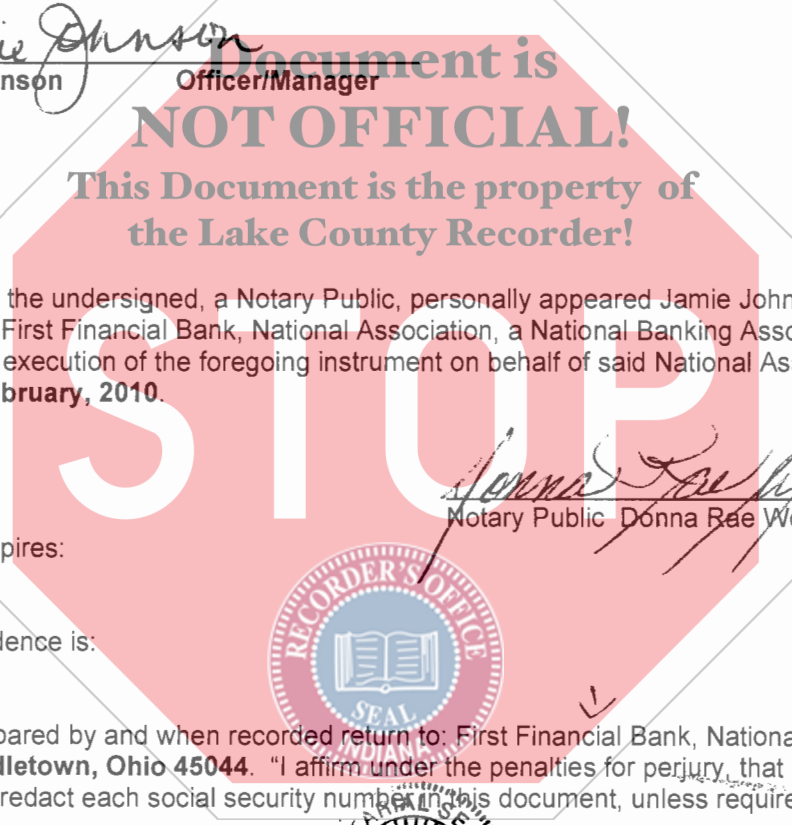 ie Johnson
nson Officer/Manager
Document is
NOT OFFICIAL!
This Document is the property of
the Lake County Recorder!
the undersigned, a Notary Public, personally appeared Jamie John
First Financial Bank, National Association, a National Banking Asso
execution of the foregoing instrument on behalf of said National As
bruary, 2010.
STOP
Donna Rae
Notary Public Donna Rae We
pires:
RECORDER'S OFFICE
SEAL
INDIANA
dence is:
pared by and when recorded return to: First Financial Bank, Nationa
dletown, Ohio 45044. "I affirm under the penalties for perjury, that
redact each social security number in this document, unless require